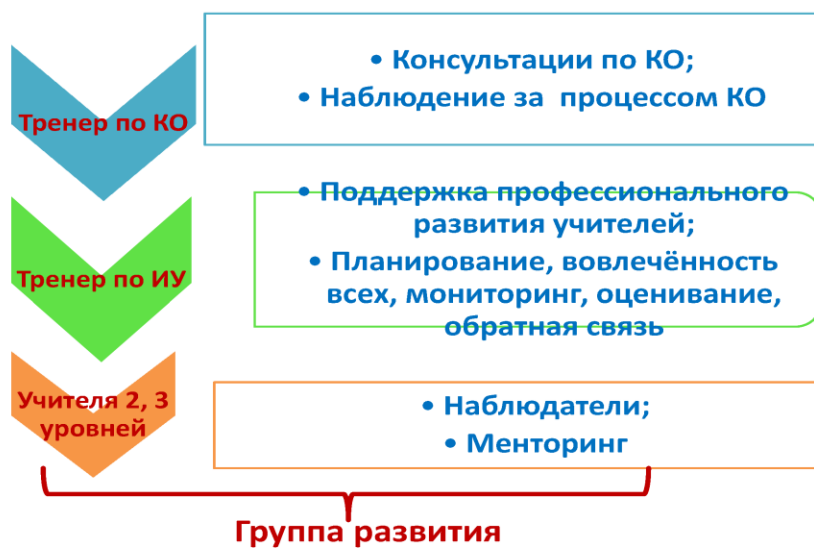 • Консультации по КО;
• Наблюдение за процессом КО
Тренер по КО
• Поддержка профессионального
развития учителей;
• Планирование, вовлечённость
всех, мониторинг, оценивание,
обратная связь
Тренер по ИУ
Учителя 2, 3
уровней
• Наблюдатели;
• Менторинг
Группа развития